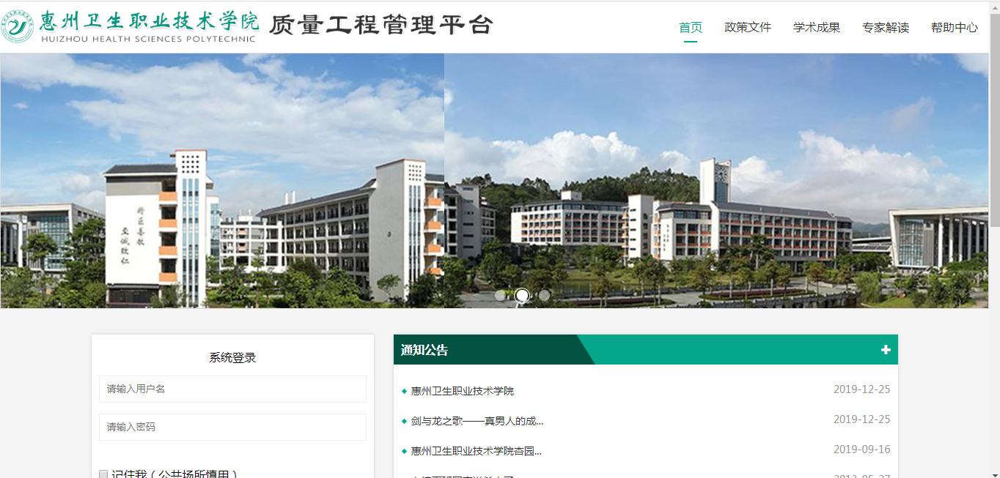 惠州卫生职业技术学院 质量工程管理平台
HUIZHOU HEALTH SCIENCES POLYTECHNIC
首页 政策文件 学术成果 专家解读 帮助中心
系统登录
请输入用户名
请输入密码
记住我（公共场所慎用）
通知公告
惠州卫生职业技术学院 2019-12-25
剑与龙之歌——真男人的成... 2019-12-25
惠州卫生职业技术学院杏园... 2019-09-16